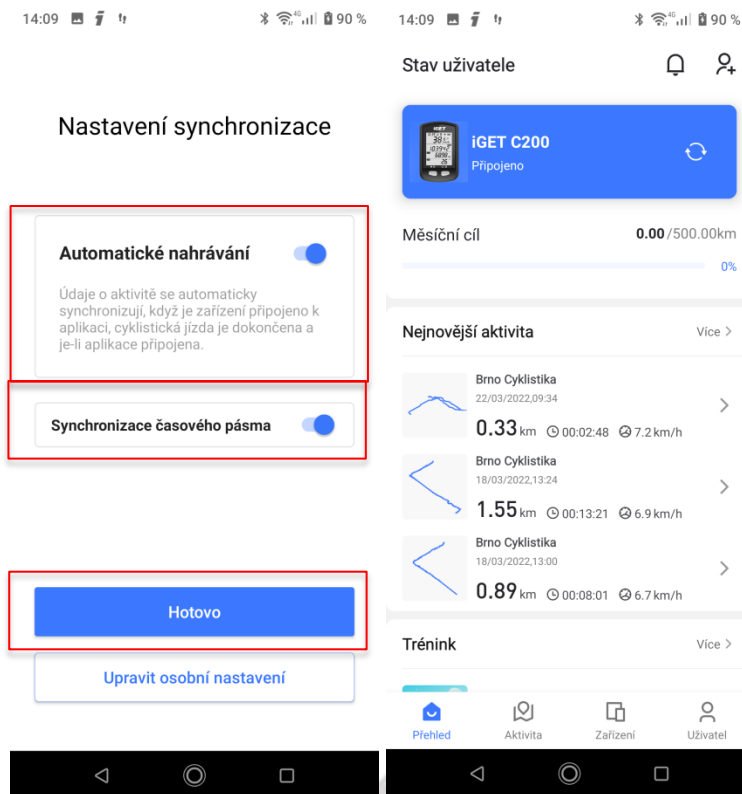 14:09
90 %
Nastavení synchronizace
Automatické nahrávání
Údaje o aktivitě se automaticky
synchronizují, když je zařízení připojeno k
aplikaci, cyklistická jízda je dokončena a
je-li aplikace připojena.
Synchronizace časového pásma
Hotovo
Upravit osobní nastavení
14:09
90 %
Stav uživatele
iGET C200
Připojeno
Měsíční cíl
0.00/500.00km
0%
Nejnovější aktivita
Více >
Brno Cyklistika
22/03/2022,09:34
0.33 km 00:02:48 7.2 km/h
Brno Cyklistika
18/03/2022,13:24
1.55 km 00:13:21 6.9 km/h
Brno Cyklistika
18/03/2022,13:00
0.89 km 00:08:01 6.7 km/h
Trénink
Více >
Přehled
Aktivita
Zařízení
Uživatel